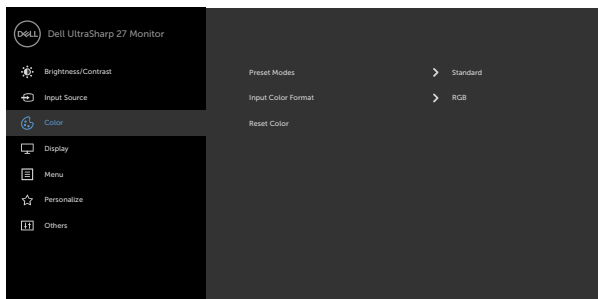 DELL Dell UltraSharp 27 Monitor
Brightness/Contrast
Input Source
Color
Display
Menu
Personalize
Others
Preset Modes Standard
Input Color Format RGB
Reset Color